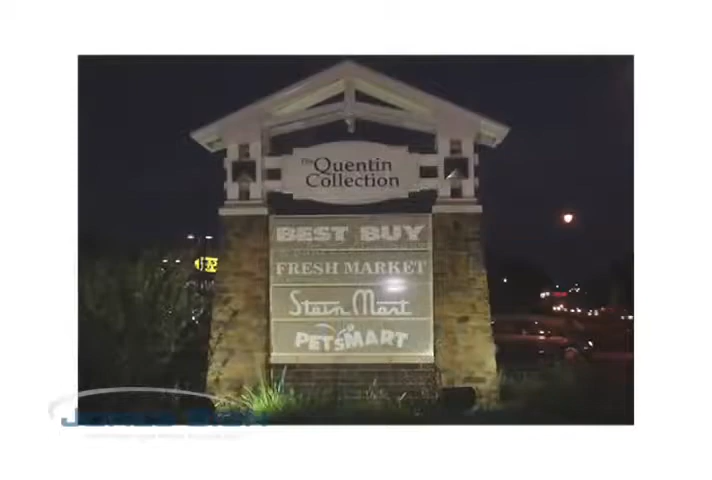 The Quentin
Collection
BEST BUY
FRESH MARKET
Stein Mart
PETSMART